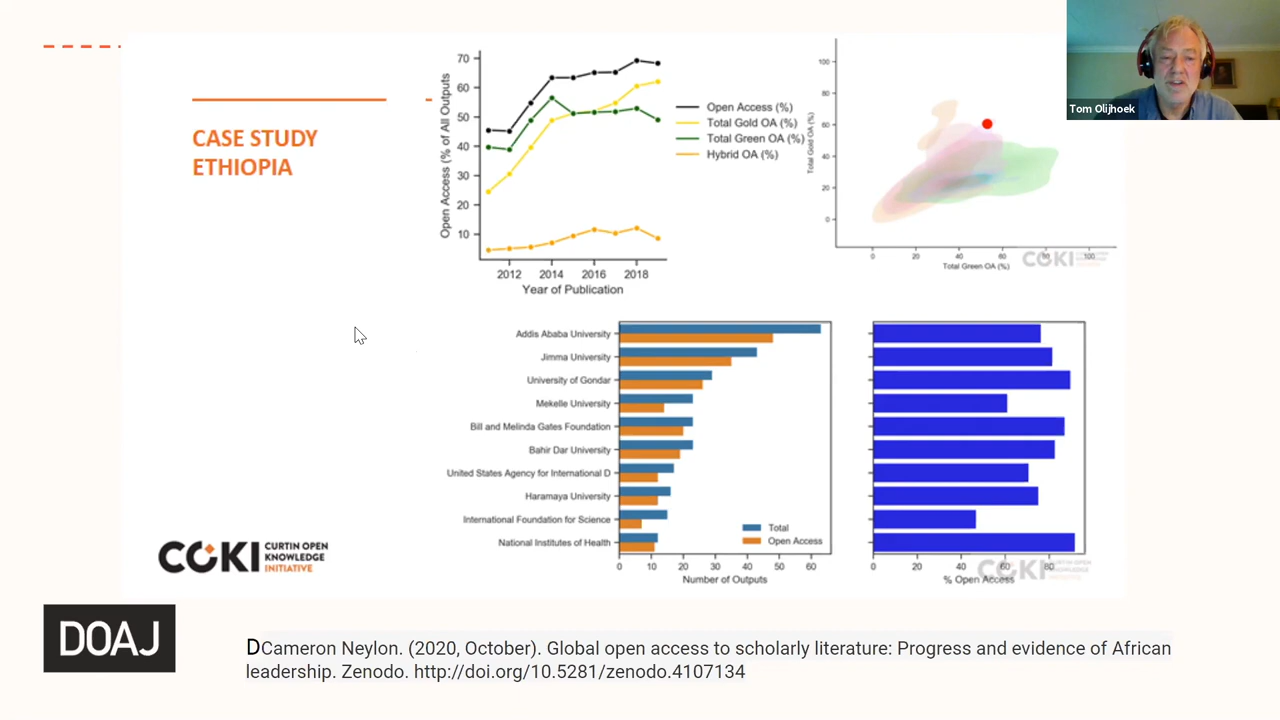 CASE STUDY
ETHIOPIA
70
60
50
40
30
20
10
Open Access (% of All Outputs
2012 2014 2016 2018
Year of Publication
Open Access (%)
Total Gold OA (%)
Total Green OA (%)
Hybrid OA (%)
100
80
60
40
20
0
Total Gold OA (%)
0 20 40 60 80 100
Total Green OA (%)
COKI
Tom Olijhoek
Addis Ababa University
Jimma University
University of Gondar
Mekelle University
Bill and Melinda Gates Foundation
Bahir Dar University
United States Agency for International D
Haramaya University
International Foundation for Science
National Institutes of Health
Total
Open Access
0 10 20 30 40 50 60
Number of Outputs
0 20 40 60 80
% Open Access
COKI
COKI CURTIN OPEN
KNOWLEDGE
INITIATIVE
DOAJ
DCameron Neylon. (2020, October). Global open access to scholarly literature: Progress and evidence of African
leadership. Zenodo. http://doi.org/10.5281/zenodo.4107134